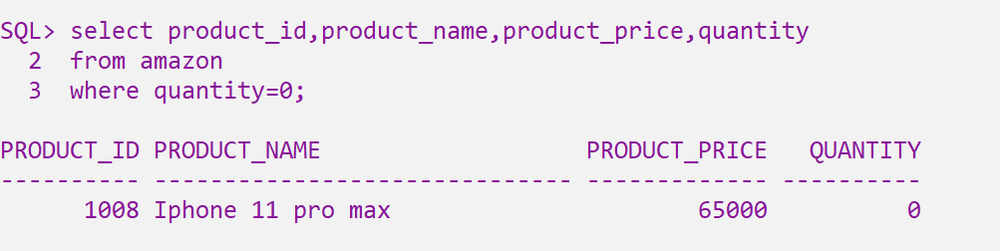 SQL> select product_id,product_name,product_price,quantity
  2  from amazon
  3  where quantity=0;

PRODUCT_ID PRODUCT_NAME                   PRODUCT_PRICE   QUANTITY
---------- ------------------------------ ------------- ----------
      1008 Iphone 11 pro max                      65000          0